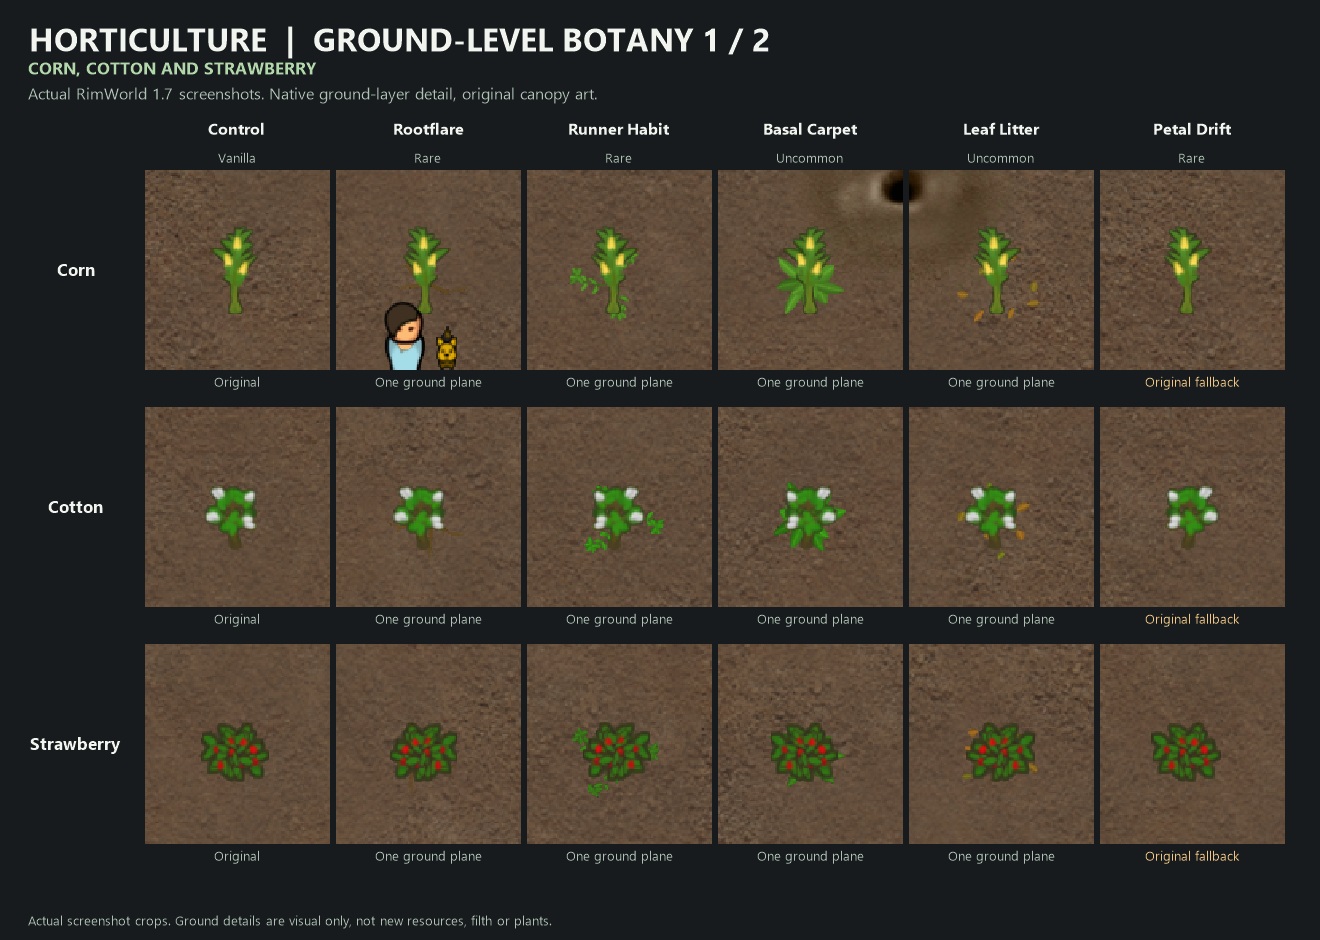 HORTICULTURE | GROUND-LEVEL BOTANY 1 / 2
CORN, COTTON AND STRAWBERRY
Actual RimWorld 1.7 screenshots. Native ground-layer detail, original canopy art.
Control Rootflare Runner Habit Basal Carpet Leaf Litter Petal Drift
Vanilla Rare Rare Uncommon Uncommon Rare
Corn
Original One ground plane One ground plane One ground plane One ground plane Original fallback
Cotton
Original One ground plane One ground plane One ground plane One ground plane Original fallback
Strawberry
Original One ground plane One ground plane One ground plane One ground plane Original fallback
Actual screenshot crops. Ground details are visual only, not new resources, filth or plants.